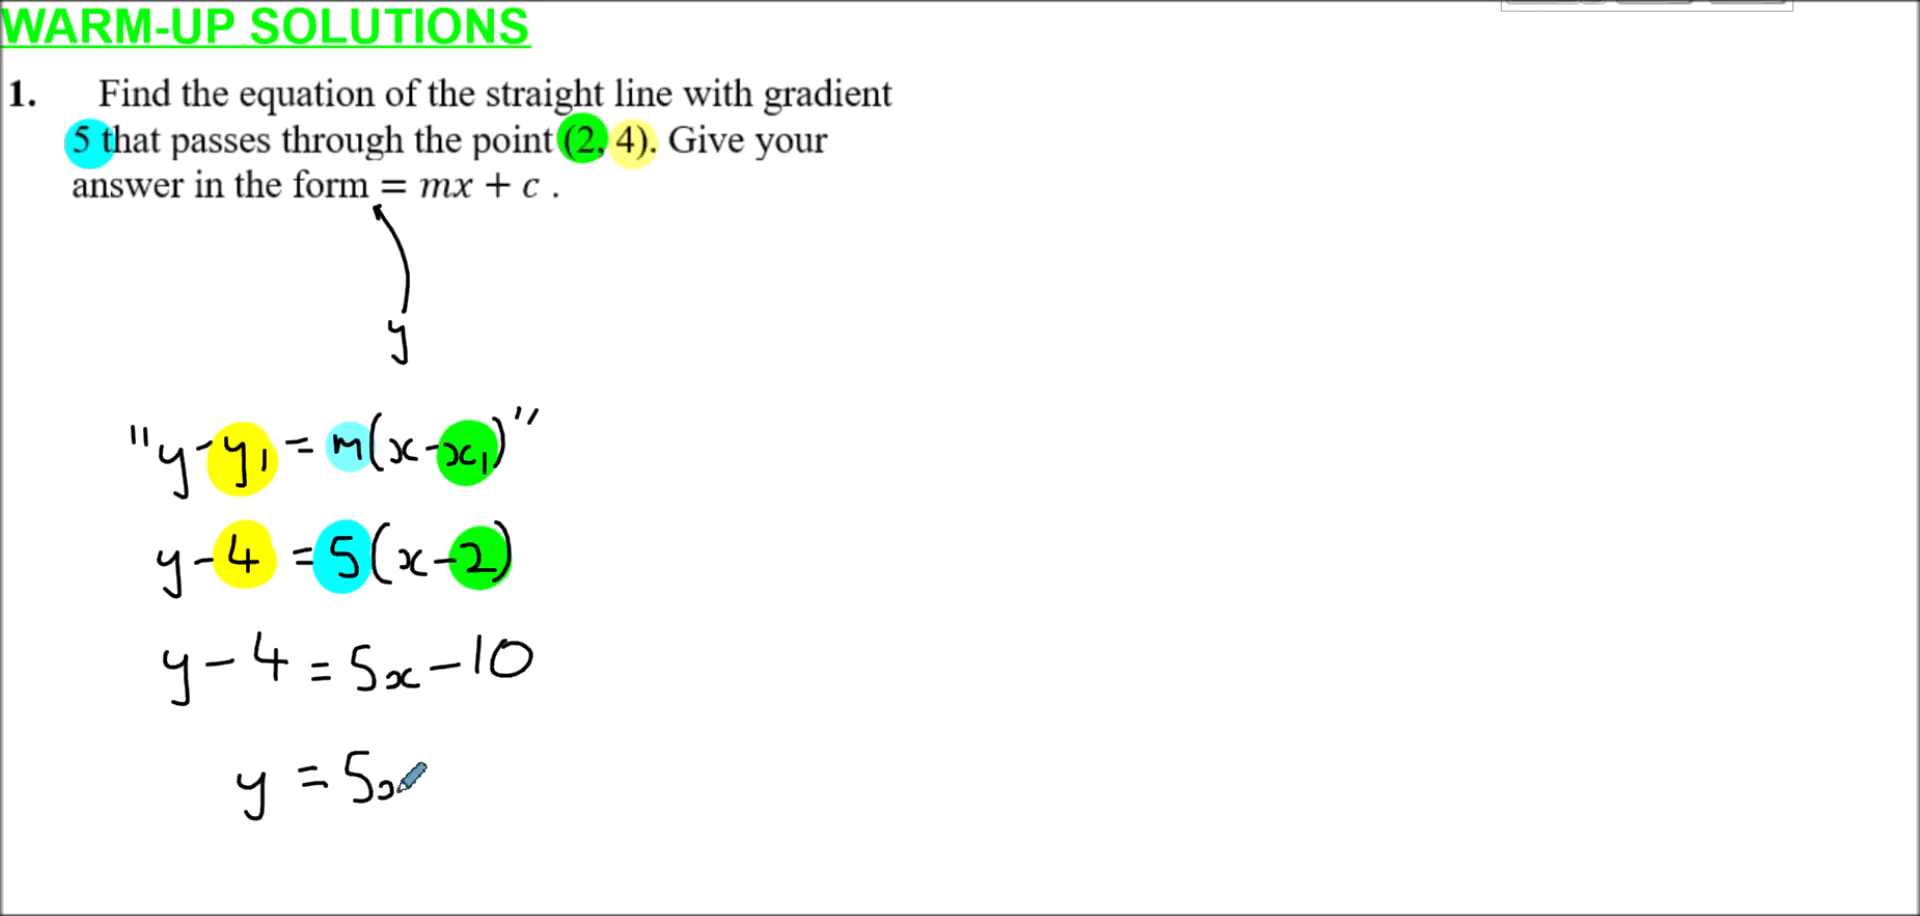 WARM-UP SOLUTIONS
1. Find the equation of the straight line with gradient
5 that passes through the point (2, 4). Give your
answer in the form = mx + c .
y
"y-y₁ = m(x-x₁)"
y-4 = 5(x-2)
y-4 = 5x-10
y = 5x